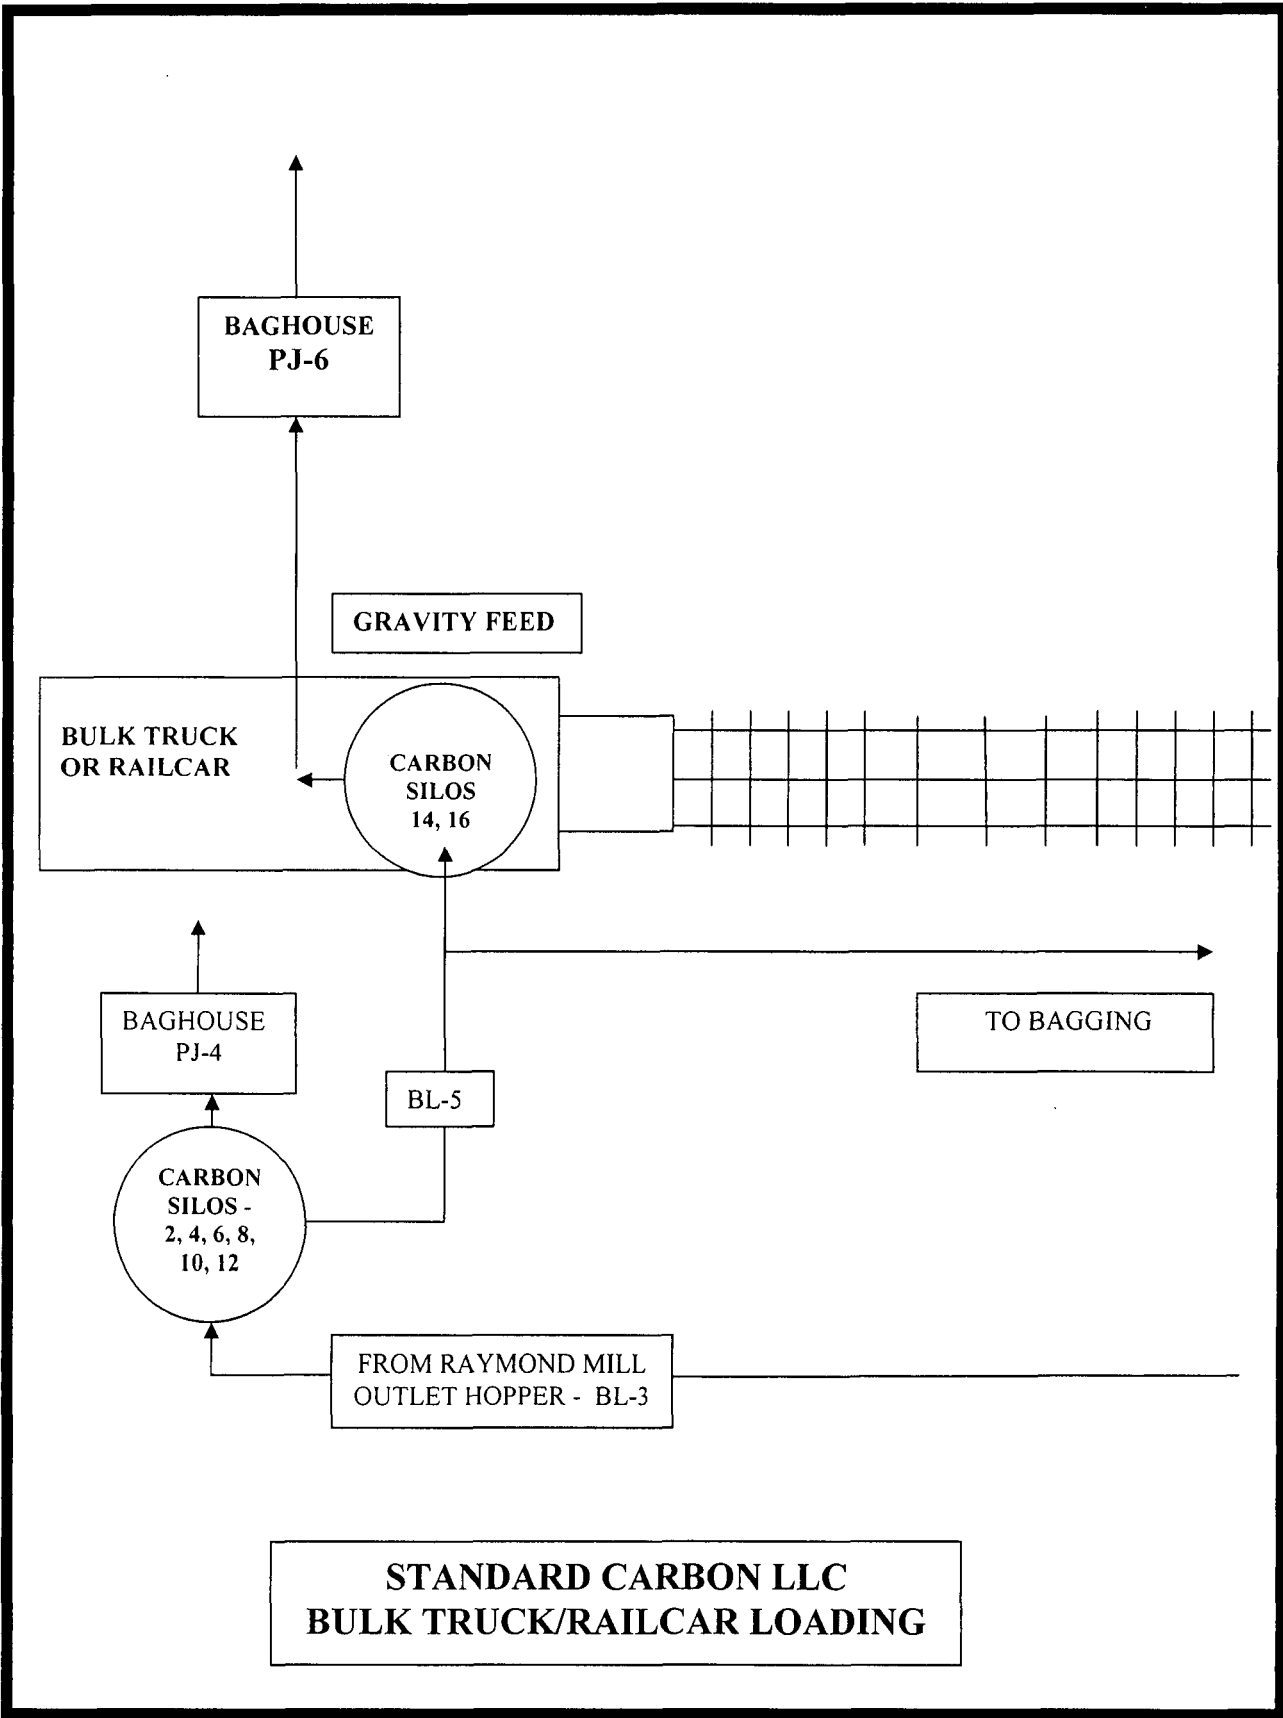 BAGHOUSE
PJ-6
GRAVITY FEED
BULK TRUCK
OR RAILCAR
CARBON
SILOS
14, 16
BAGHOUSE
PJ-4
TO BAGGING
BL-5
CARBON
SILOS -
2, 4, 6, 8,
10, 12
FROM RAYMOND MILL
OUTLET HOPPER - BL-3
STANDARD CARBON LLC
BULK TRUCK/RAILCAR LOADING